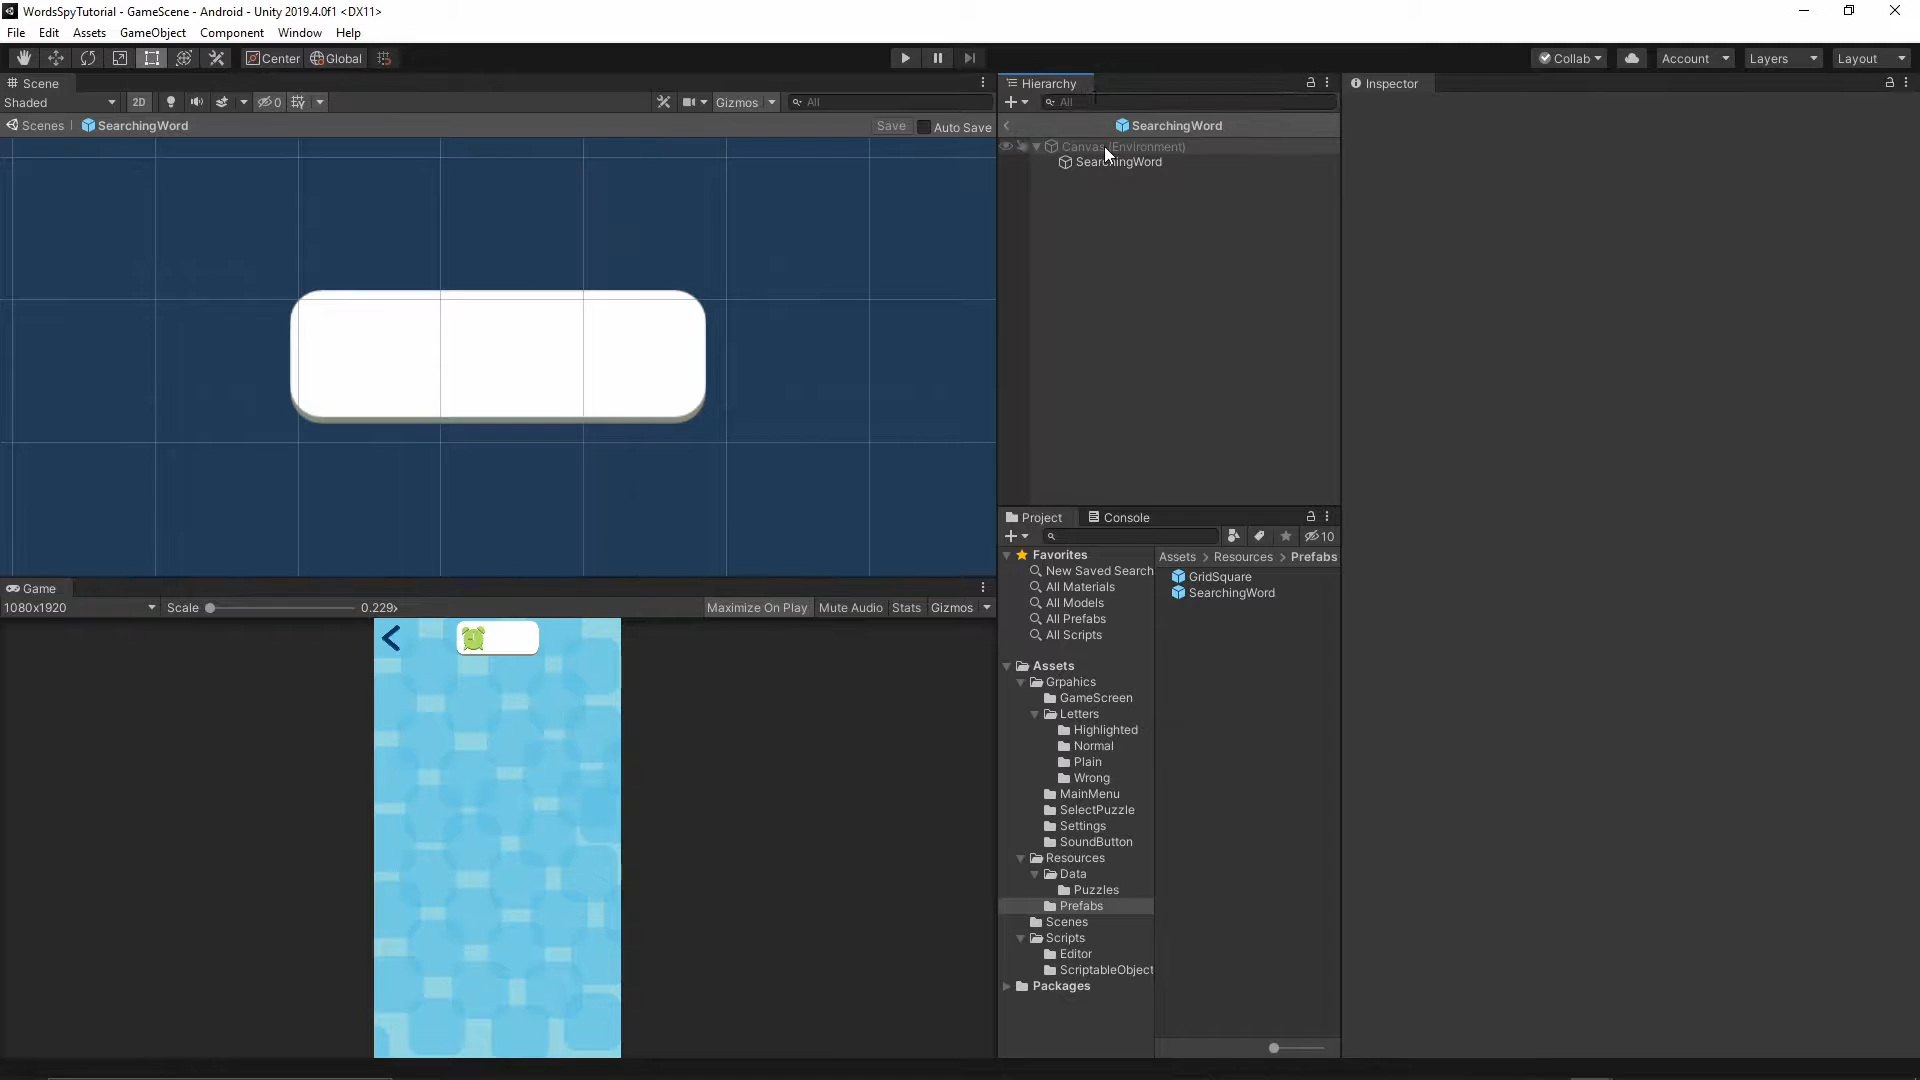 WordsSpyTutorial - GameScene - Android - Unity 2019.4.0f1 <DX11>
File Edit Assets GameObject Component Window Help
Center Global Collab Account Layers Layout
Scene
Shaded 2D 0 Gizmos All
Scenes SearchingWord Save Auto Save
Hierarchy
All
SearchingWord
Canvas (Environment)
SearchingWord
Inspector
Game
1080x1920 Scale 0.229x Maximize On Play Mute Audio Stats Gizmos
Project Console
10
Favorites
New Saved Search
All Materials
All Models
All Prefabs
All Scripts
Assets
Grpahics
GameScreen
Letters
Highlighted
Normal
Plain
Wrong
MainMenu
SelectPuzzle
Settings
SoundButton
Resources
Data
Puzzles
Prefabs
Scenes
Scripts
Editor
ScriptableObject
Packages
Assets > Resources > Prefabs
GridSquare
SearchingWord